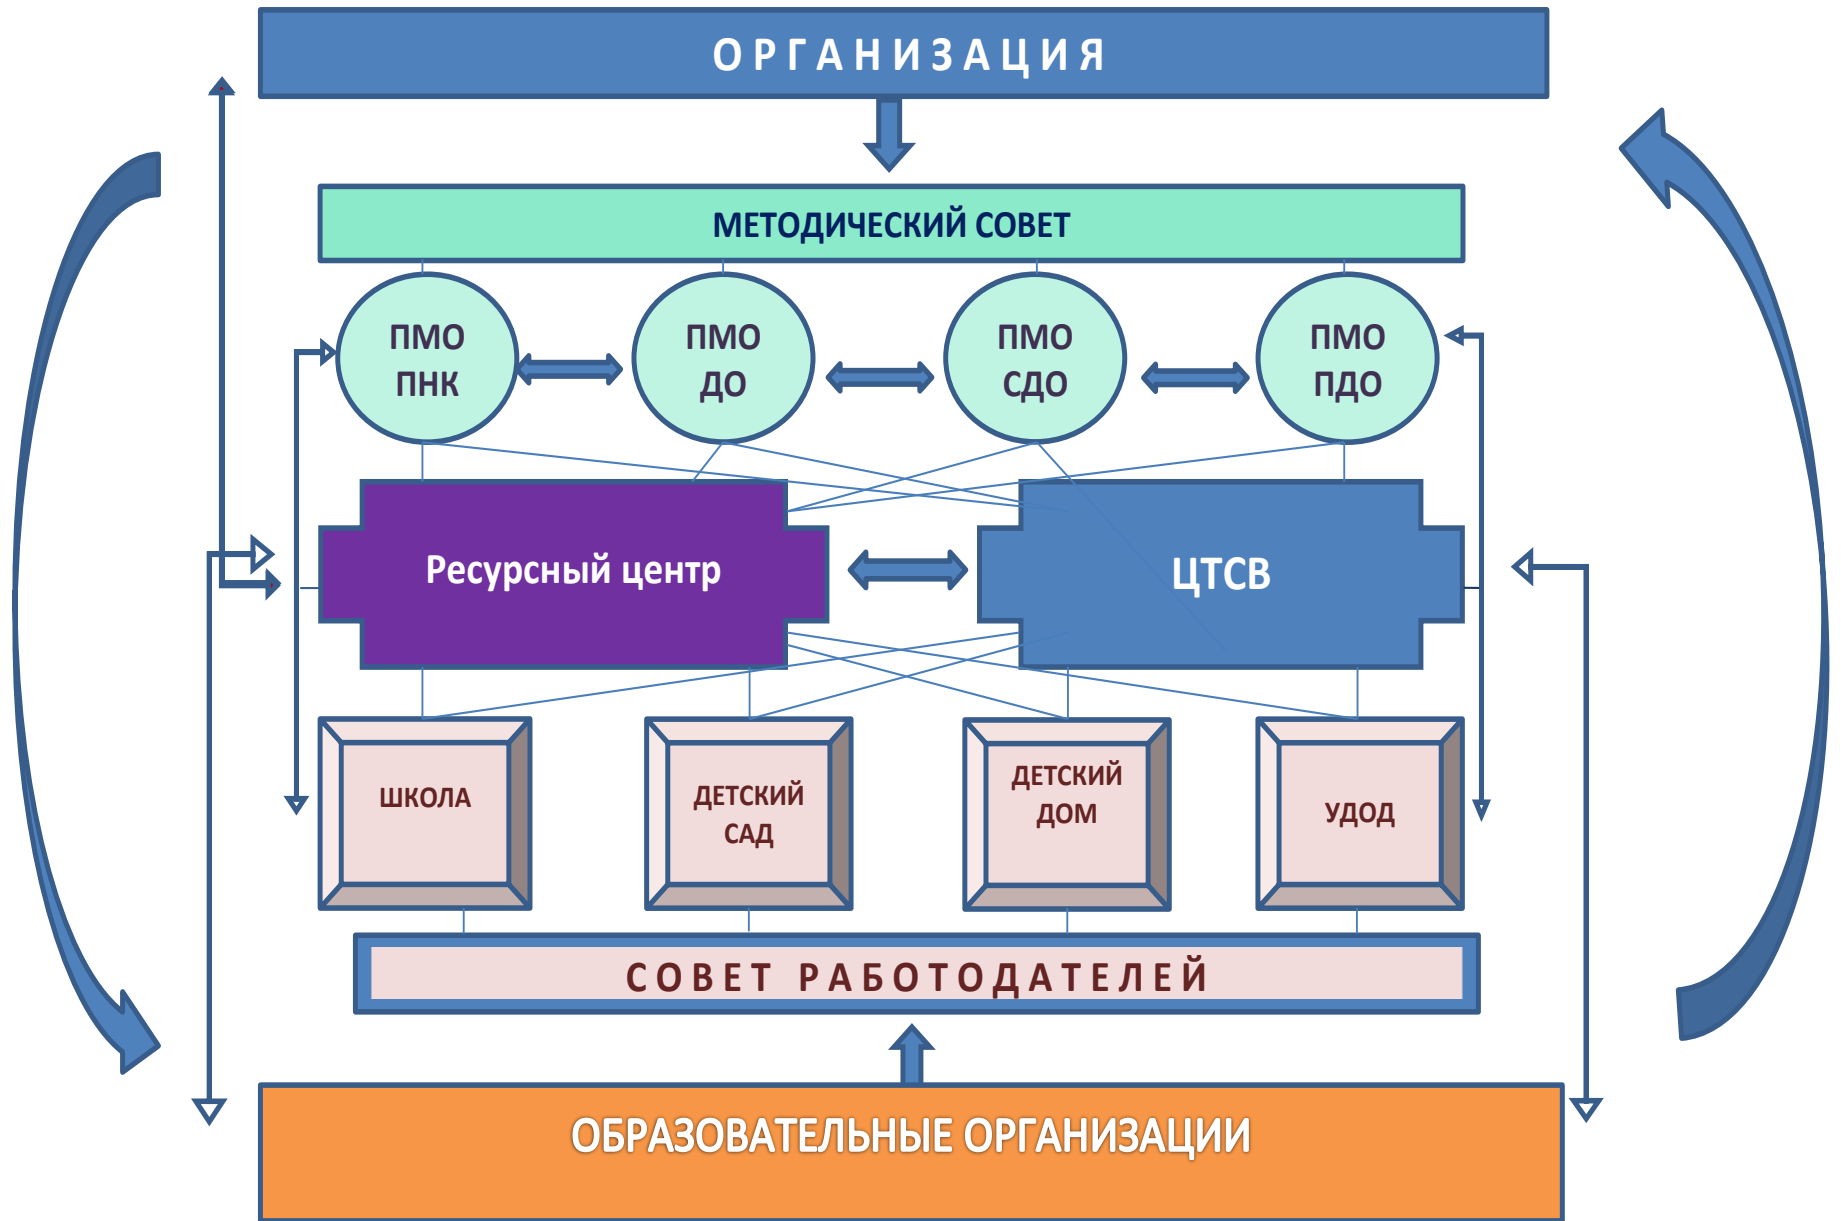 ОРГАНИЗАЦИЯ
МЕТОДИЧЕСКИЙ СОВЕТ
ПМО
ПНК
ПМО
ДО
ПМО
СДО
ПМО
ПДО
Ресурсный центр
ЦТСВ
ШКОЛА
ДЕТСКИЙ
САД
ДЕТСКИЙ
ДОМ
УДОД
СОВЕТ РАБОТОДАТЕЛЕЙ
ОБРАЗОВАТЕЛЬНЫЕ ОРГАНИЗАЦИИ